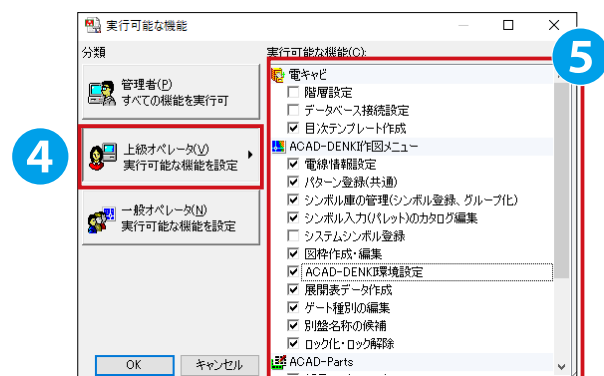 実行可能な機能
分類
実行可能な機能(C):
5
管理者(P)
すべての機能を実行可
4
上級オペレータ(V)
実行可能な機能を設定
一般オペレータ(N)
実行可能な機能を設定
OK
キャンセル
電キャビ
階層設定
データベース接続設定
目次テンプレート作成
ACAD-DENKI作図メニュー
電線情報設定
パターン登録(共通)
シンボル庫の管理(シンボル登録、グループ化)
シンボル入力(パレット)のカタログ編集
システムシンボル登録
図枠作成・編集
ACAD-DENKI環境設定
展開表データ作成
ゲート種別の編集
別盤名称の候補
ロック化・ロック解除
ACAD-Parts